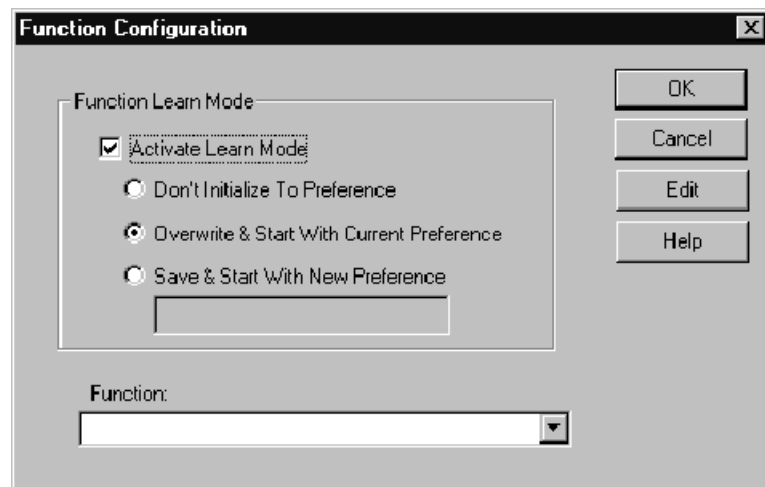 Function Configuration
Function Learn Mode
Activate Learn Mode
Don't Initialize To Preference
Overwrite & Start With Current Preference
Save & Start With New Preference
Function:
OK
Cancel
Edit
Help